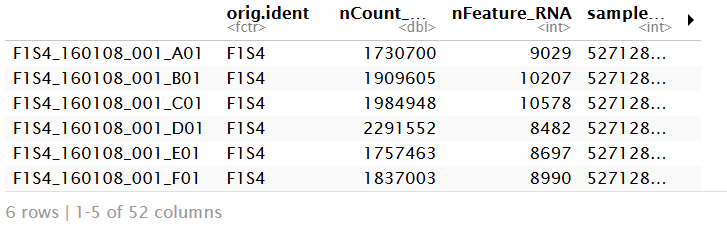 orig.ident nCount_... nFeature_RNA sample... ▶
<fctr> <dbl> <int> <int>
F1S4_160108_001_A01 F1S4 1730700 9029 527128...
F1S4_160108_001_B01 F1S4 1909605 10207 527128...
F1S4_160108_001_C01 F1S4 1984948 10578 527128...
F1S4_160108_001_D01 F1S4 2291552 8482 527128...
F1S4_160108_001_E01 F1S4 1757463 8697 527128...
F1S4_160108_001_F01 F1S4 1837003 8990 527128...
6 rows | 1-5 of 52 columns